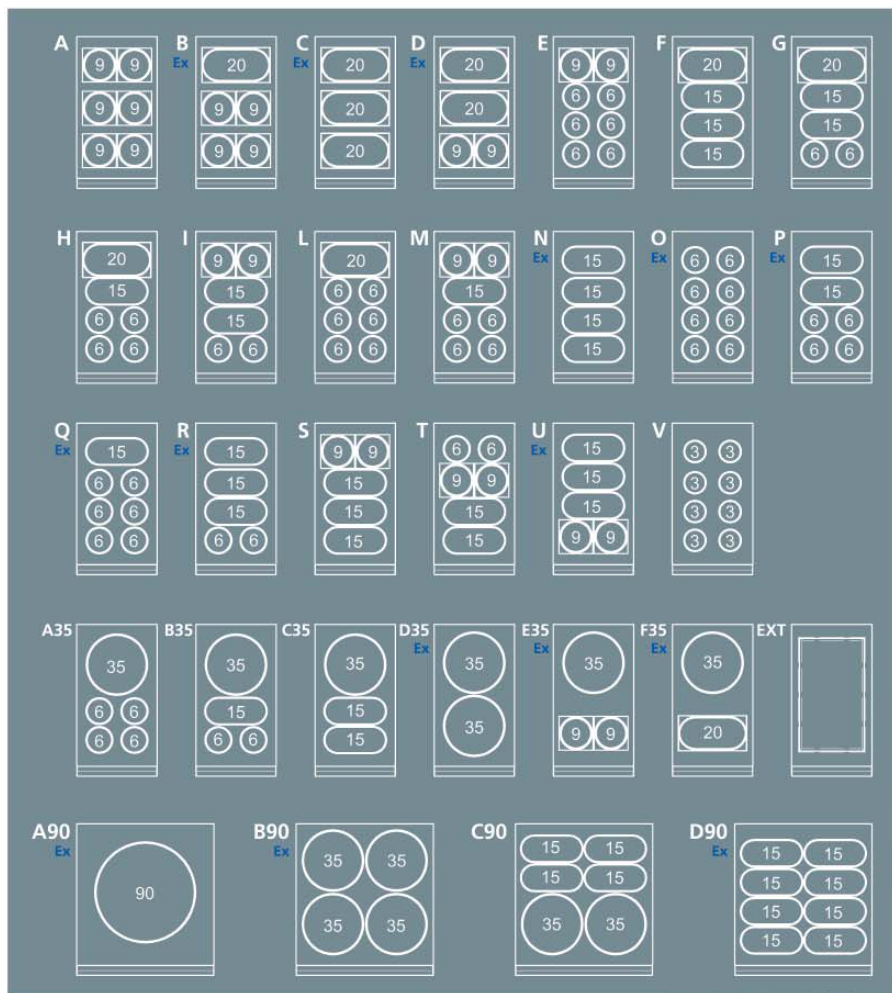 A B C D E F G
Ex Ex Ex
9 9 20 20 20 9 9 20 20
6 6 15 15
9 9 9 9 20 20 6 6 15 15
9 9 9 9 20 9 9 6 6 15 6 6
H I L M N O P
Ex Ex Ex
20 9 9 20 9 9 15 6 6 15
15 15 6 6 15 15 6 6 15
6 6 15 6 6 6 6 15 6 6 6 6
6 6 6 6 6 6 6 6 15 6 6 6 6
Q R S T U V
Ex Ex Ex
15 15 9 9 6 6 15 3 3
6 6 15 15 9 9 15 3 3
6 6 15 15 15 15 3 3
6 6 6 6 15 15 9 9 3 3
A35 B35 C35 D35 E35 F35 EXT
Ex Ex Ex
35 35 35 35 35 35
6 6 15 15 35 9 9 20
6 6 6 6 15
A90 B90 C90 D90
Ex Ex Ex
90 35 35 15 15 15 15
15 15 15 15
35 35 35 35 15 15
15 15